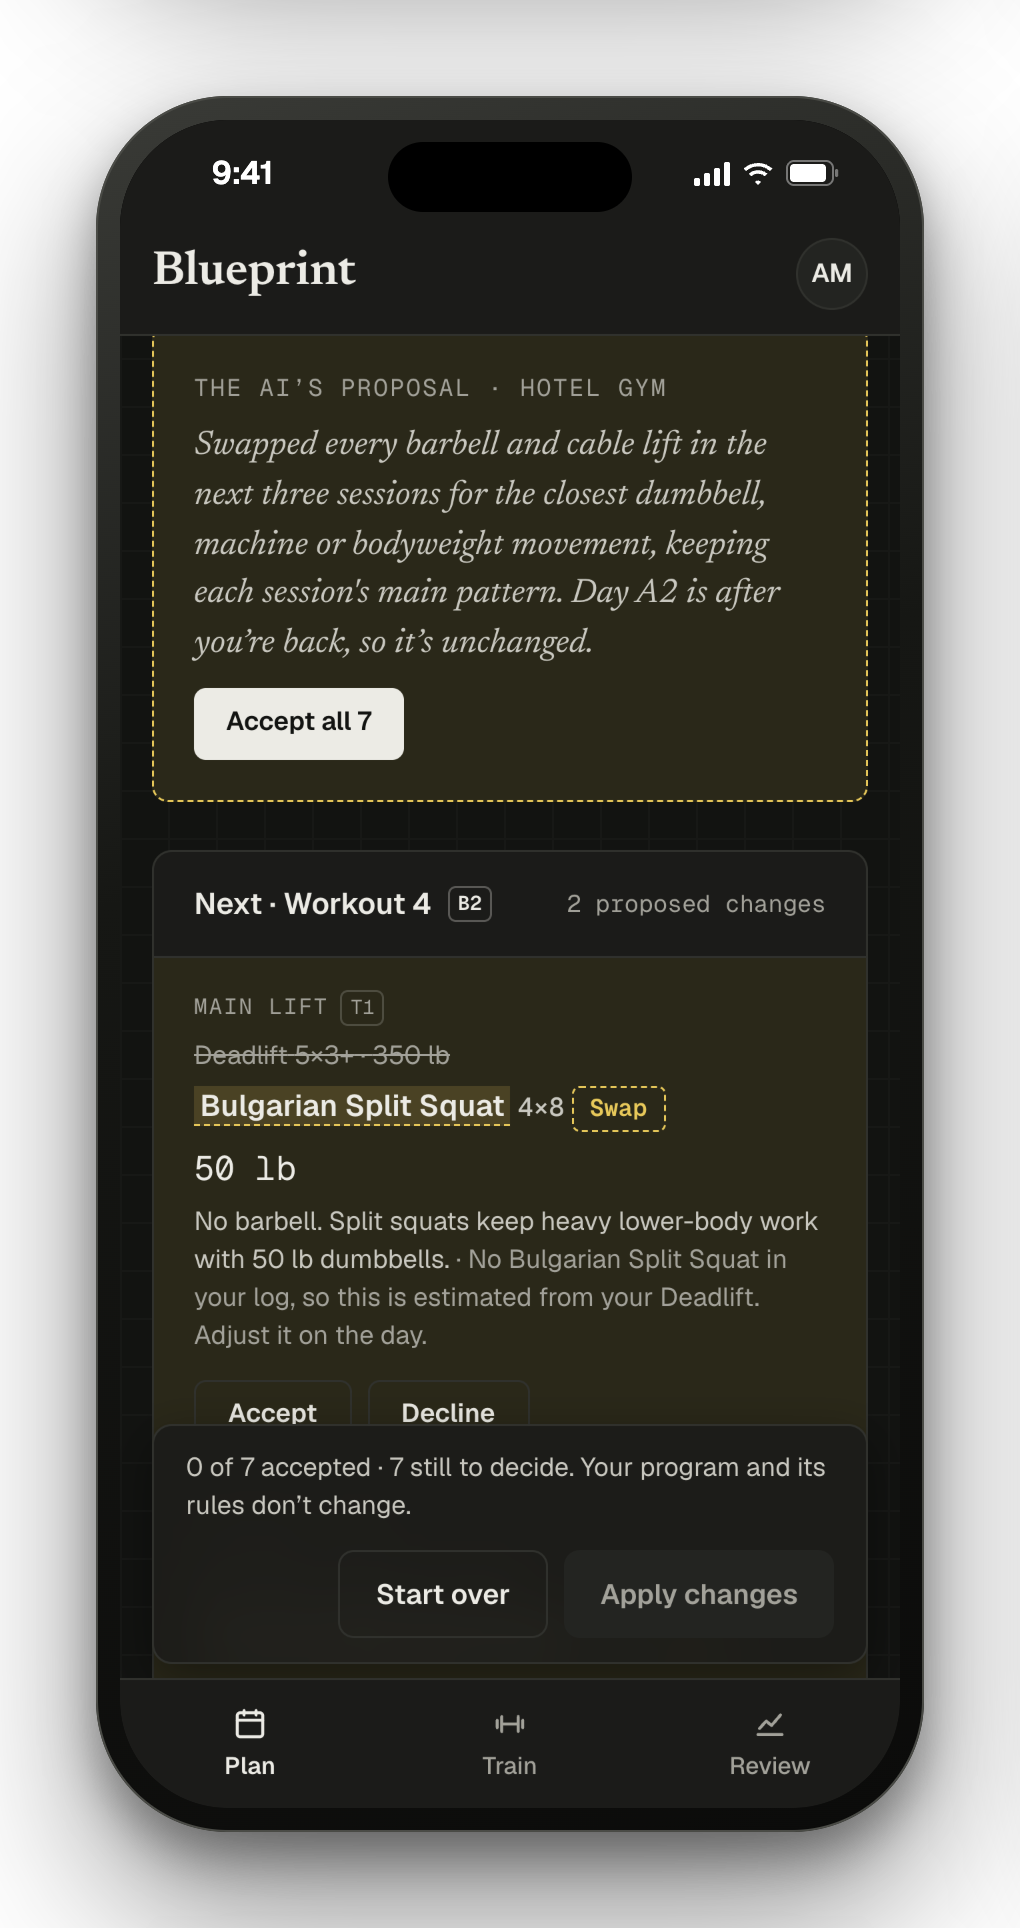 9:41
Blueprint
AM
THE AI’S PROPOSAL · HOTEL GYM
Swapped every barbell and cable lift in the
next three sessions for the closest dumbbell,
machine or bodyweight movement, keeping
each session's main pattern. Day A2 is after
you’re back, so it’s unchanged.
Accept all 7
Next · Workout 4 B2 2 proposed changes
MAIN LIFT T1
Deadlift 5×3+ · 350 lb
Bulgarian Split Squat 4×8 Swap
50 lb
No barbell. Split squats keep heavy lower-body work
with 50 lb dumbbells. · No Bulgarian Split Squat in
your log, so this is estimated from your Deadlift.
Adjust it on the day.
Accept Decline
0 of 7 accepted · 7 still to decide. Your program and its
rules don’t change.
Start over Apply changes
Plan Train Review